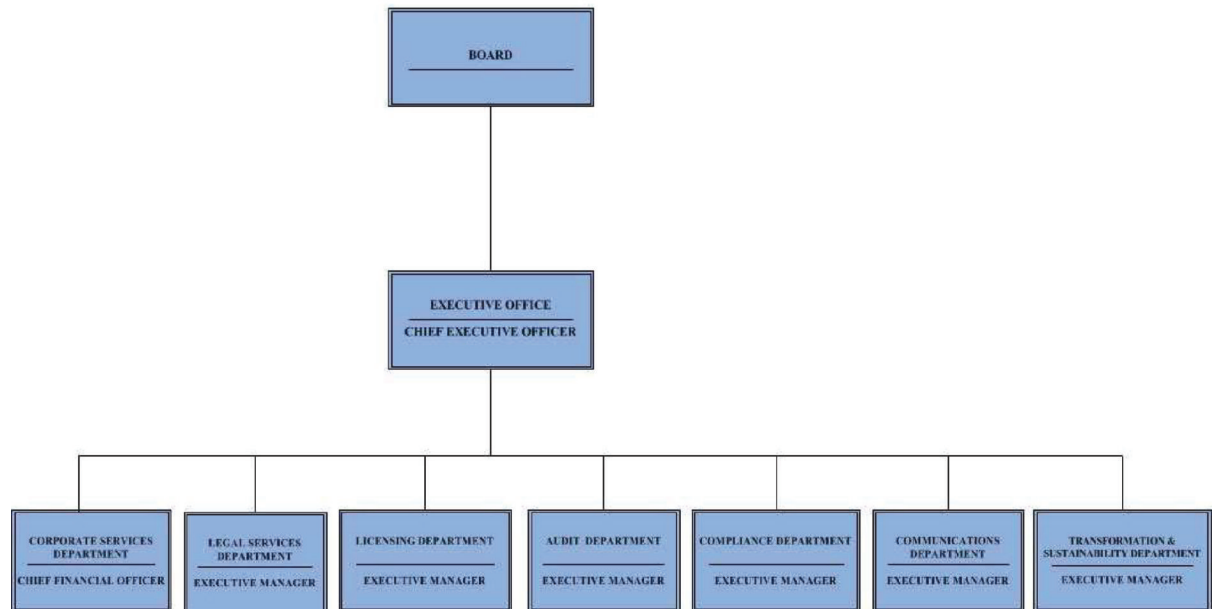 BOARD
EXECUTIVE OFFICE
CHIEF EXECUTIVE OFFICER
CORPORATE SERVICES
DEPARTMENT
CHIEF FINANCIAL OFFICER
LEGAL SERVICES
DEPARTMENT
EXECUTIVE MANAGER
LICENSING DEPARTMENT
EXECUTIVE MANAGER
AUDIT DEPARTMENT
EXECUTIVE MANAGER
COMPLIANCE DEPARTMENT
EXECUTIVE MANAGER
COMMUNICATIONS
DEPARTMENT
EXECUTIVE MANAGER
TRANSFORMATION &
SUSTAINABILITY DEPARTMENT
EXECUTIVE MANAGER